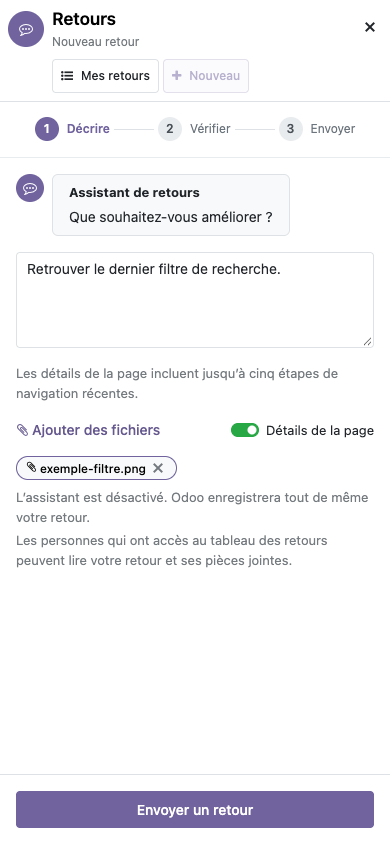 Retours
Nouveau retour
Mes retours
Nouveau
1 Décrire 2 Vérifier 3 Envoyer
Assistant de retours
Que souhaitez-vous améliorer ?
Retrouver le dernier filtre de recherche.
Les détails de la page incluent jusqu’à cinq étapes de
navigation récentes.
Ajouter des fichiers
Détails de la page
exemple-filtre.png
L’assistant est désactivé. Odoo enregistrera tout de même
votre retour.
Les personnes qui ont accès au tableau des retours
peuvent lire votre retour et ses pièces jointes.
Envoyer un retour